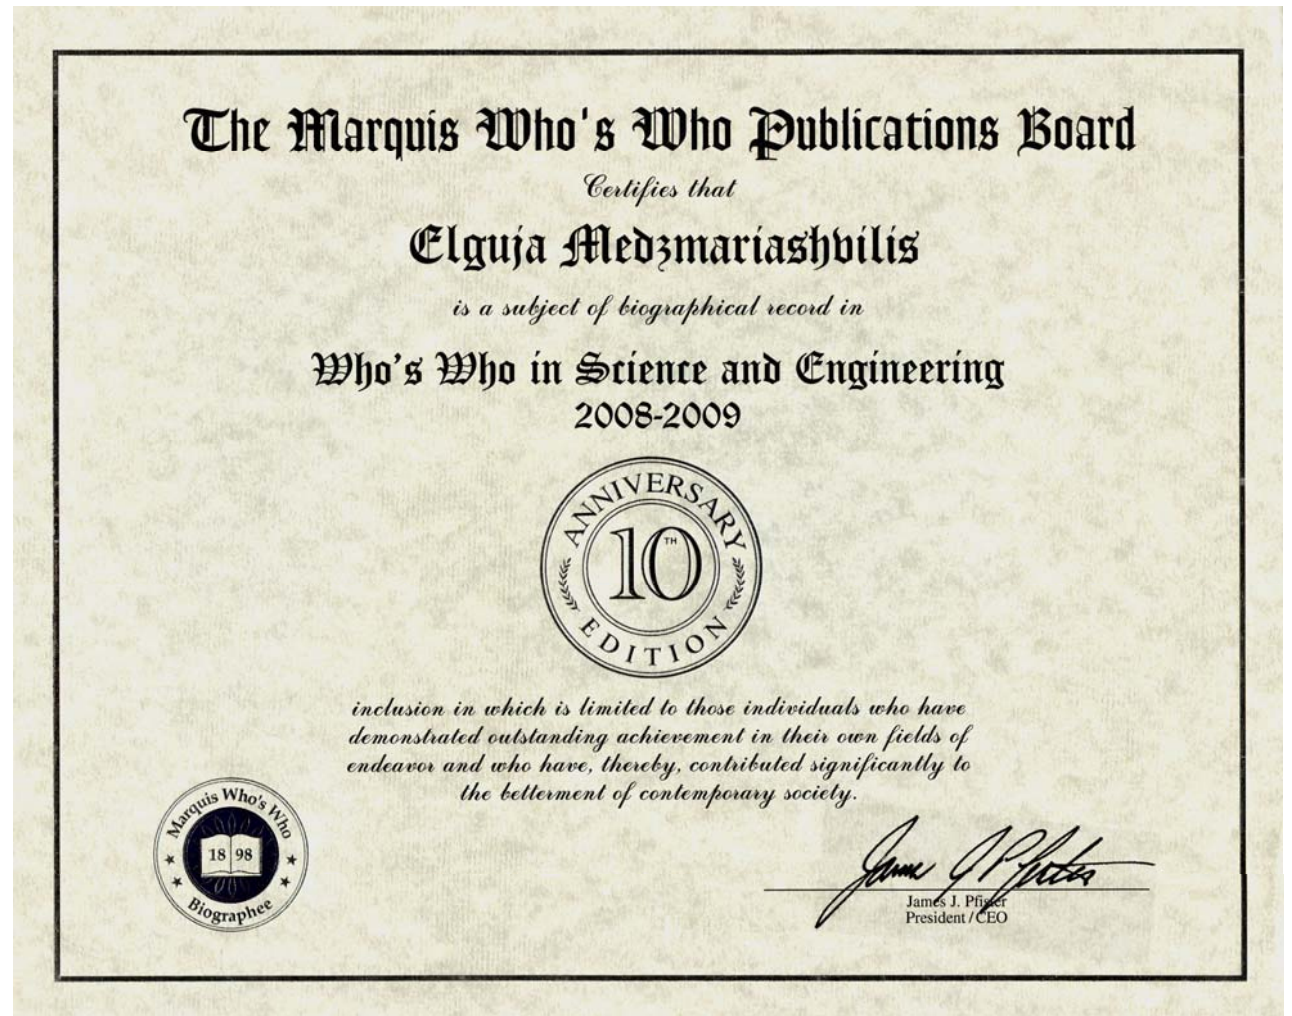 The Marquis Who's Who Publications Board
Certifies that
Elguja Medzmariashvilis
is a subject of biographical record in
Who's Who in Science and Engineering
2008-2009
ANNIVERSARY
10TH
EDITION
inclusion in which is limited to those individuals who have
demonstrated outstanding achievement in their own fields of
endeavor and who have, thereby, contributed significantly to
the betterment of contemporary society.
Marquis Who's Who
18 98
Biographee
James J. Pfister
James J. Pfister
President / CEO